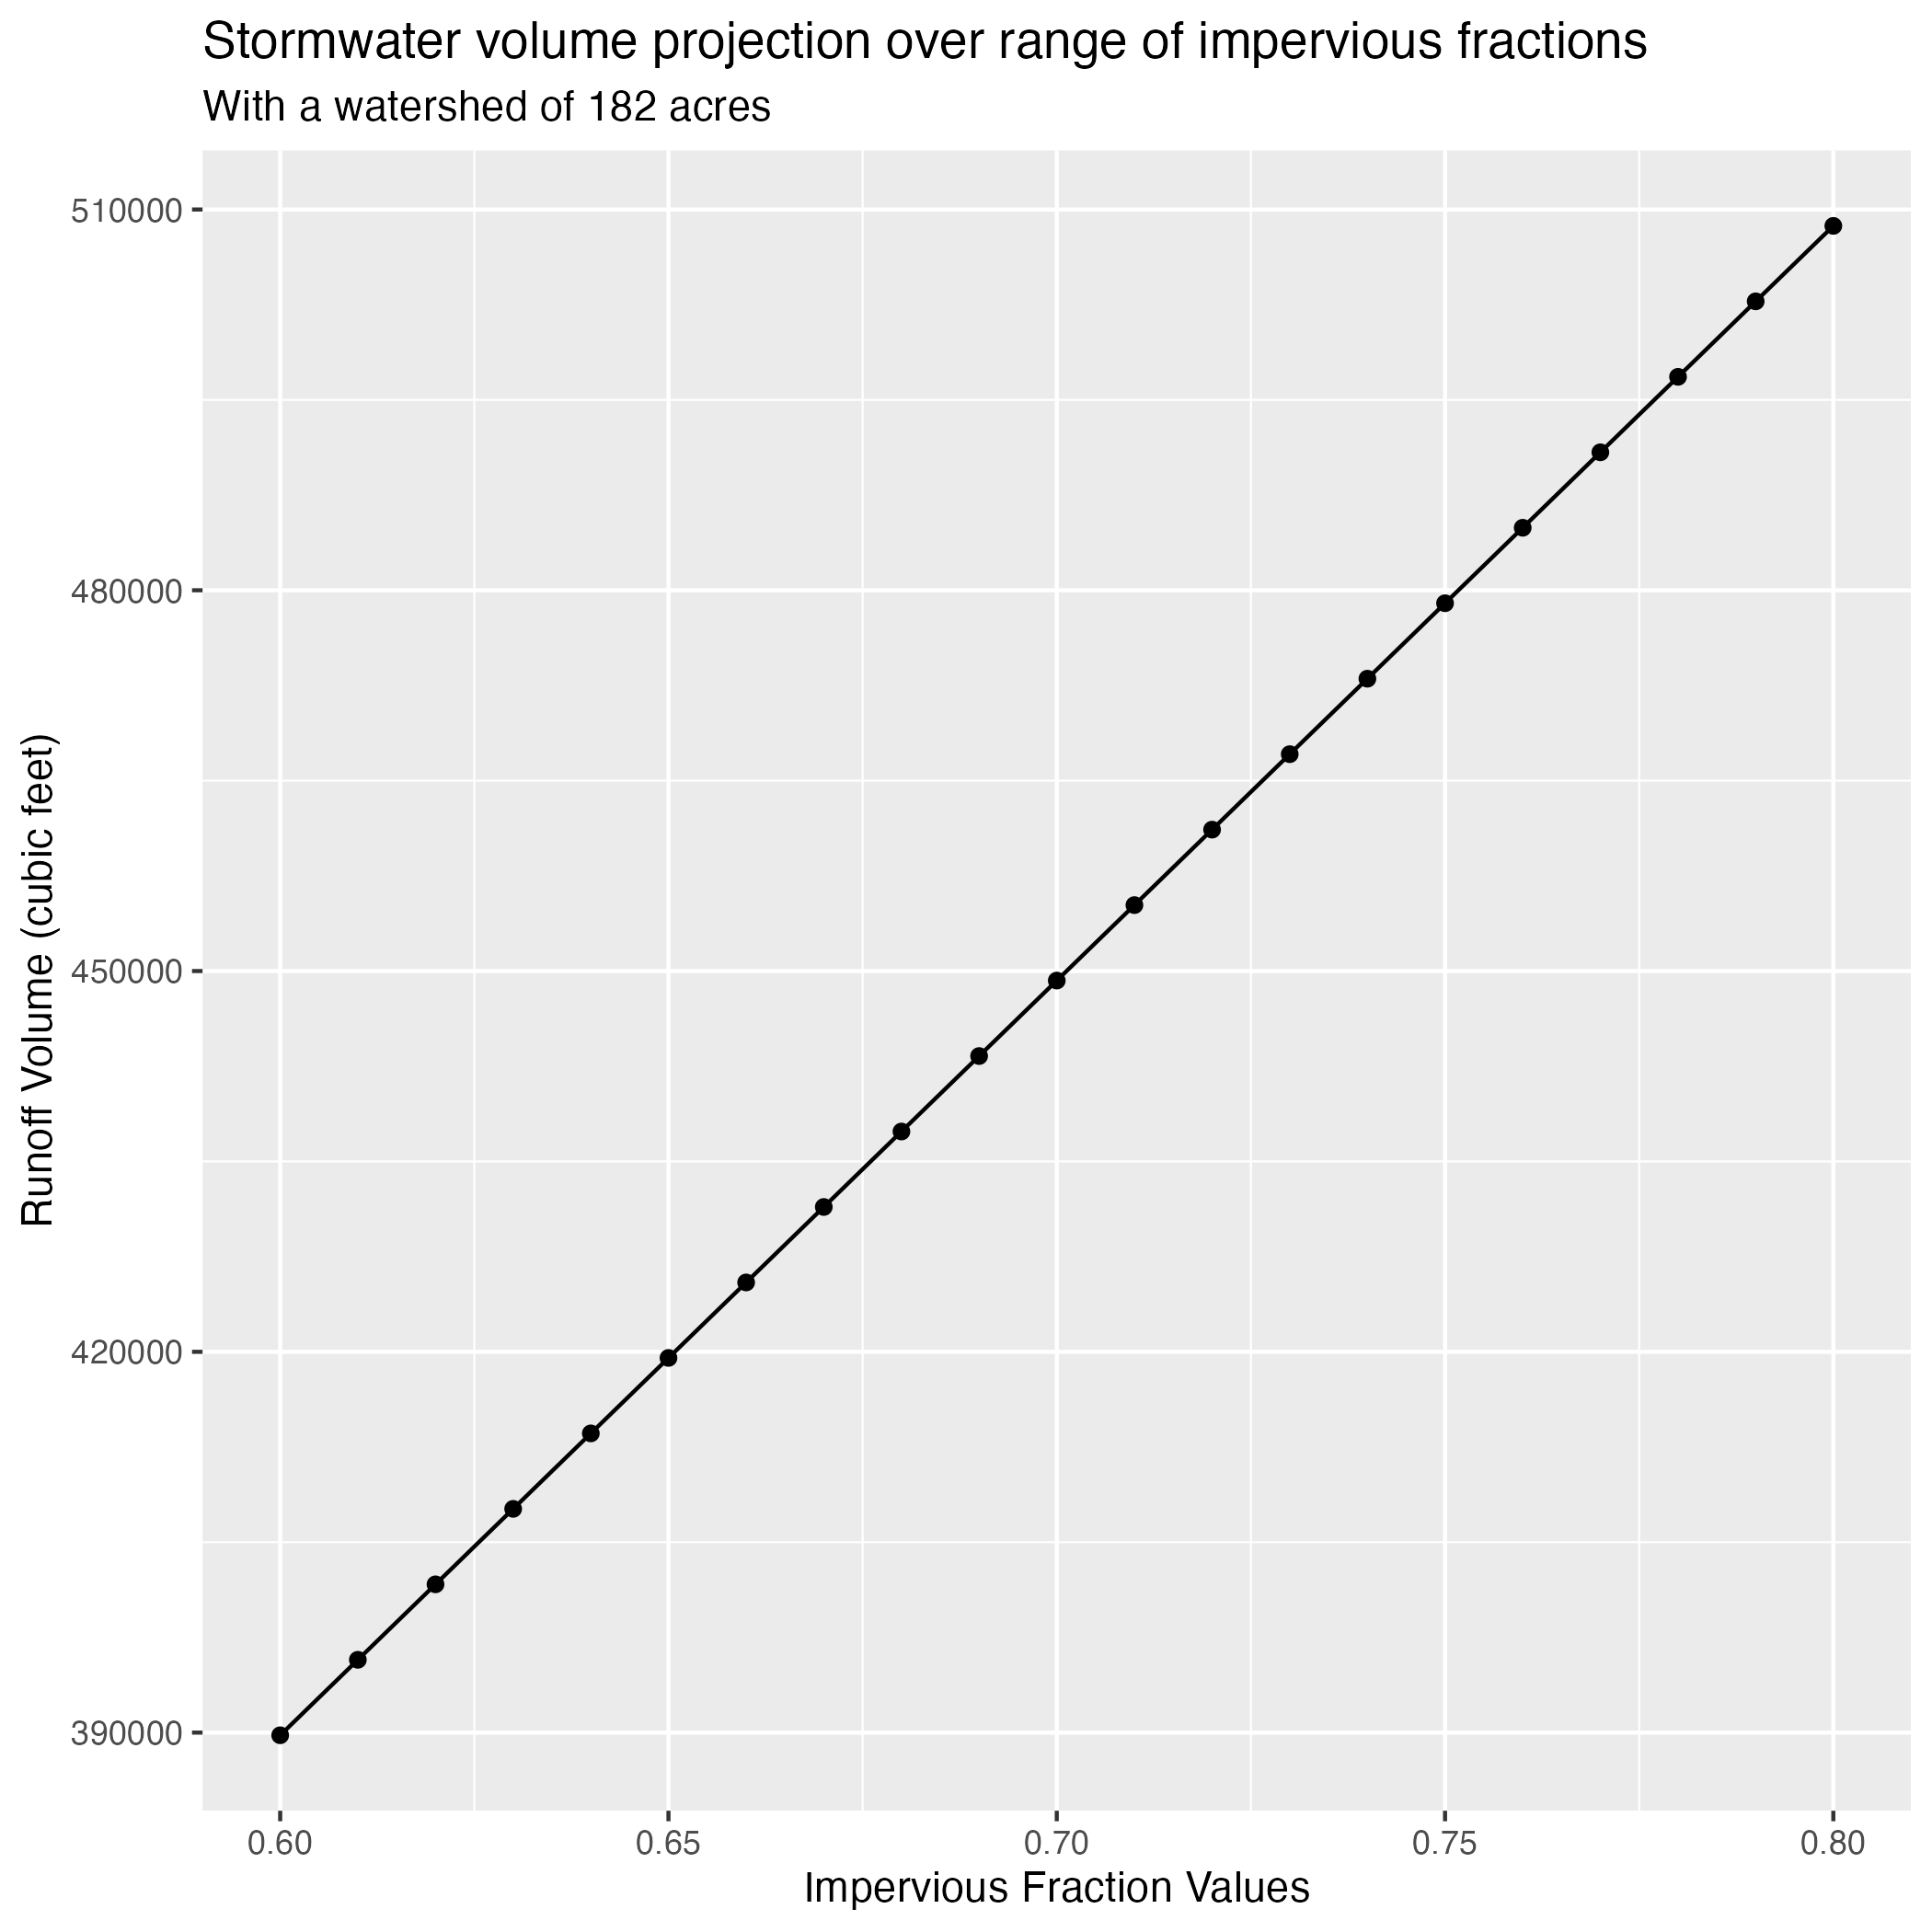 Stormwater volume projection over range of impervious fractions
With a watershed of 182 acres
Runoff Volume (cubic feet)
510000
480000
450000
420000
390000
0.60 0.65 0.70 0.75 0.80
Impervious Fraction Values